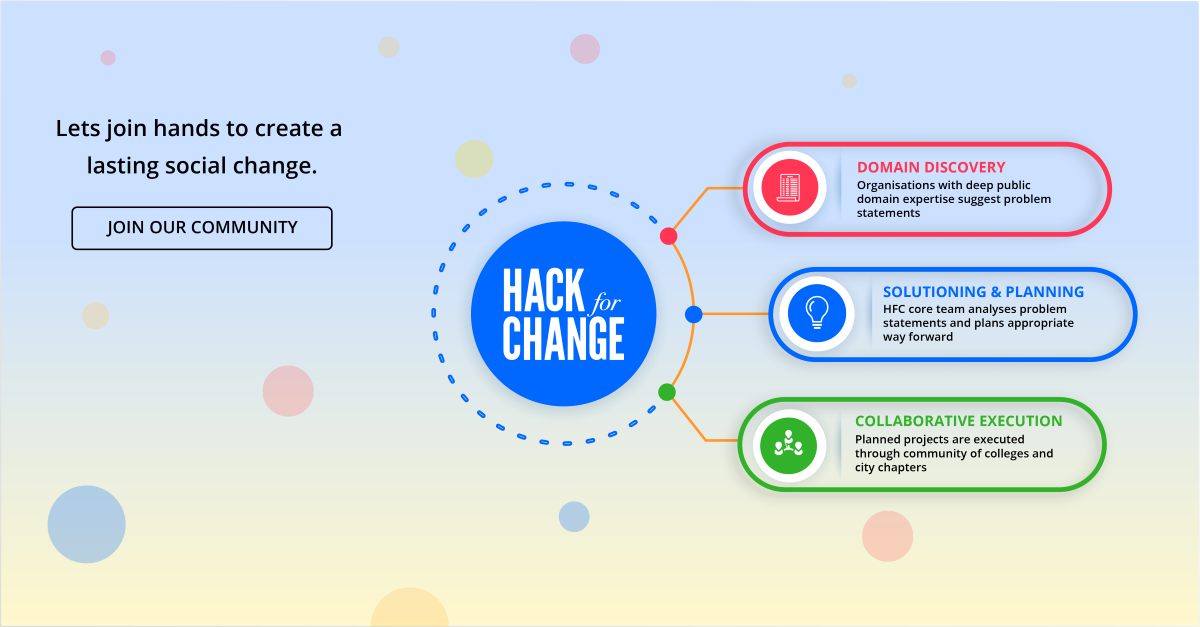 Lets join hands to create a
lasting social change.
JOIN OUR COMMUNITY
HACK for
CHANGE
DOMAIN DISCOVERY
Organisations with deep public
domain expertise suggest problem
statements
SOLUTIONING & PLANNING
HFC core team analyses problem
statements and plans appropriate
way forward
COLLABORATIVE EXECUTION
Planned projects are executed
through community of colleges and
city chapters